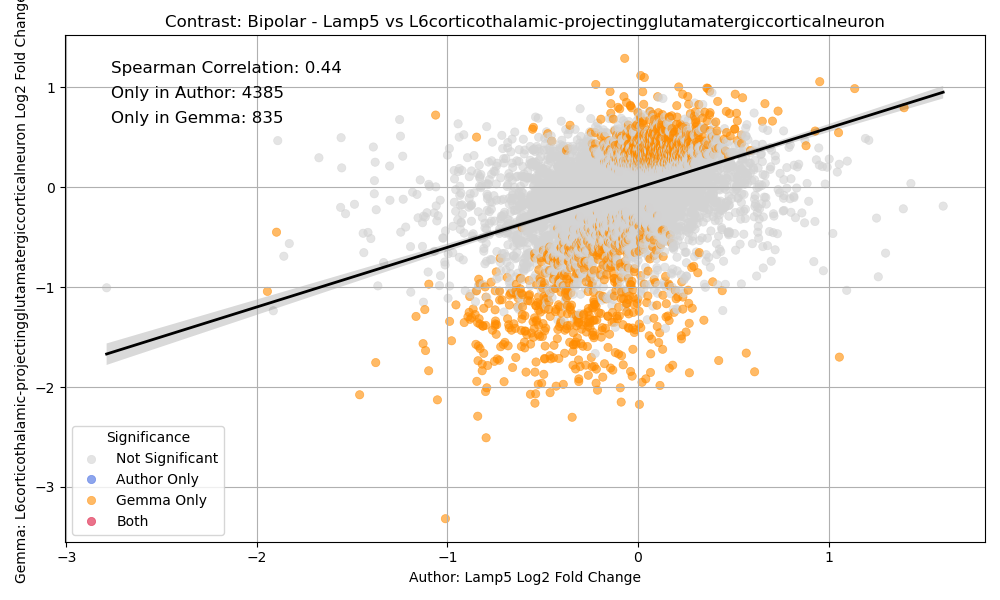 Contrast: Bipolar - Lamp5 vs L6corticothalamic-projectingglutamatergiccorticalneuron
Gemma: L6corticothalamic-projectingglutamatergiccorticalneuron Log2 Fold Change
Spearman Correlation: 0.44
Only in Author: 4385
Only in Gemma: 835
1
0
−1
−2
−3
Significance
Not Significant
Author Only
Gemma Only
Both
−3 −2 −1 0 1
Author: Lamp5 Log2 Fold Change